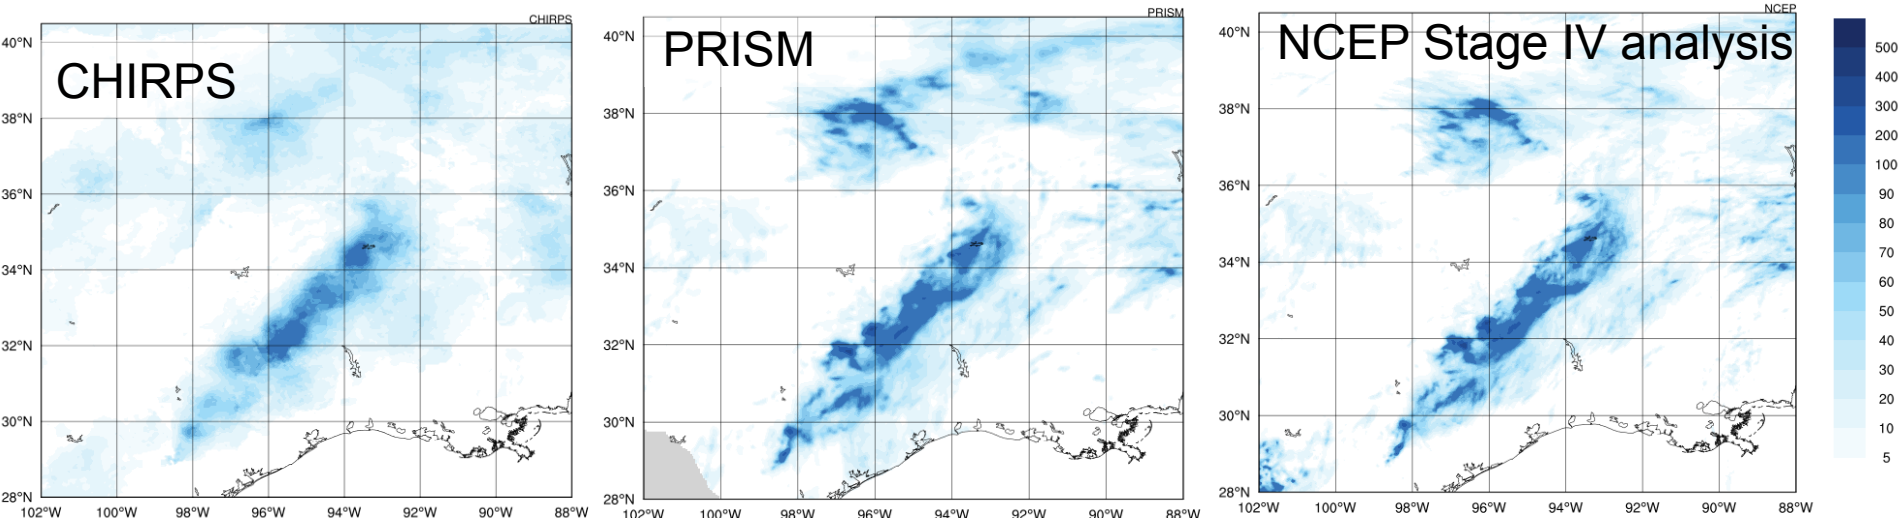 CHIRPS
CHIRPS
40°N
38°N
36°N
34°N
32°N
30°N
28°N
102°W 100°W 98°W 96°W 94°W 92°W 90°W 88°W
PRISM
PRISM
40°N
38°N
36°N
34°N
32°N
30°N
28°N
102°W 100°W 98°W 96°W 94°W 92°W 90°W 88°W
NCEP
NCEP Stage IV analysis
40°N
38°N
36°N
34°N
32°N
30°N
28°N
102°W 100°W 98°W 96°W 94°W 92°W 90°W 88°W
500
400
300
200
100
90
80
70
60
50
40
30
20
10
5